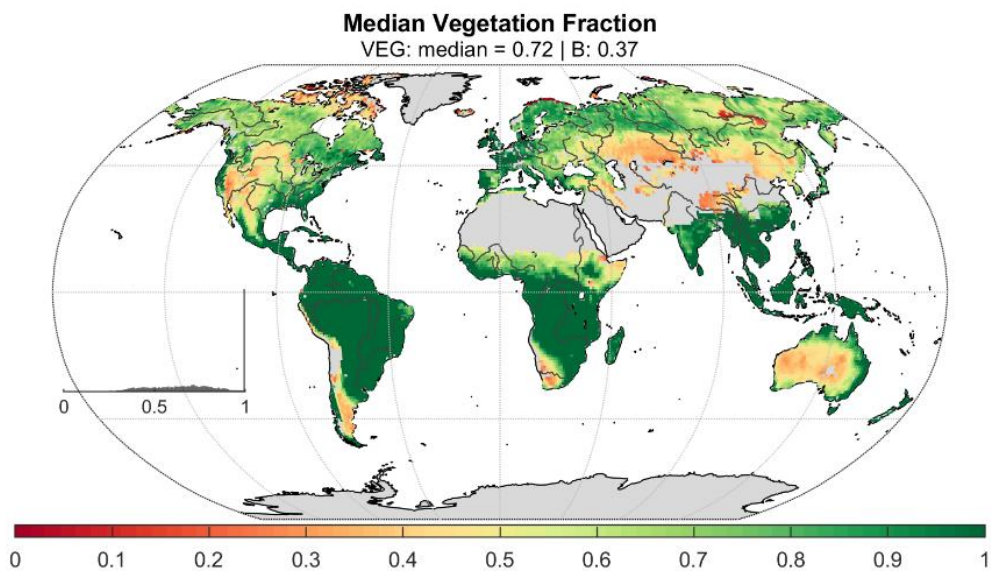 Median Vegetation Fraction
VEG: median = 0.72 | B: 0.37
0 0.5 1
0 0.1 0.2 0.3 0.4 0.5 0.6 0.7 0.8 0.9 1